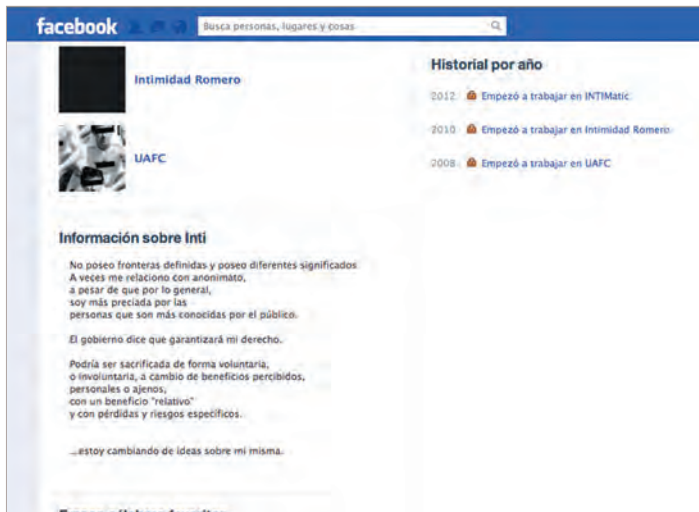 facebook
Busca personas, lugares y cosas
Intimidad Romero
UAFC
Historial por año
2012 Empezó a trabajar en INTIMatic
2010 Empezó a trabajar en Intimidad Romero
2008 Empezó a trabajar en UAFC
Información sobre Inti
No poseo fronteras definidas y poseo diferentes significados
A veces me relaciono con anonimato,
a pesar de que por lo general,
soy más preciada por las
personas que son más conocidas por el público.
El gobierno dice que garantizará mi derecho.
Podría ser sacrificada de forma voluntaria,
o involuntaria, a cambio de beneficios percibidos,
personales o ajenos,
con un beneficio "relativo"
y con pérdidas y riesgos específicos.
...estoy cambiando de ideas sobre mi misma.